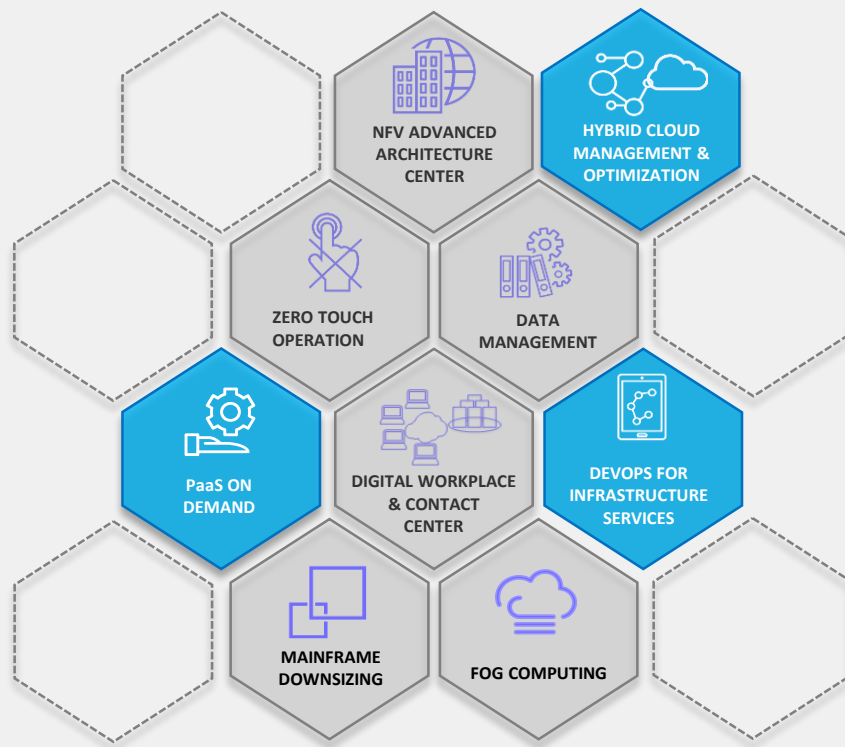 NFV ADVANCED
ARCHITECTURE
CENTER
HYBRID CLOUD
MANAGEMENT &
OPTIMIZATION
ZERO TOUCH
OPERATION
DATA
MANAGEMENT
PaaS ON
DEMAND
DIGITAL WORKPLACE
& CONTACT
CENTER
DEVOPS FOR
INFRASTRUCTURE
SERVICES
MAINFRAME
DOWNSIZING
FOG COMPUTING